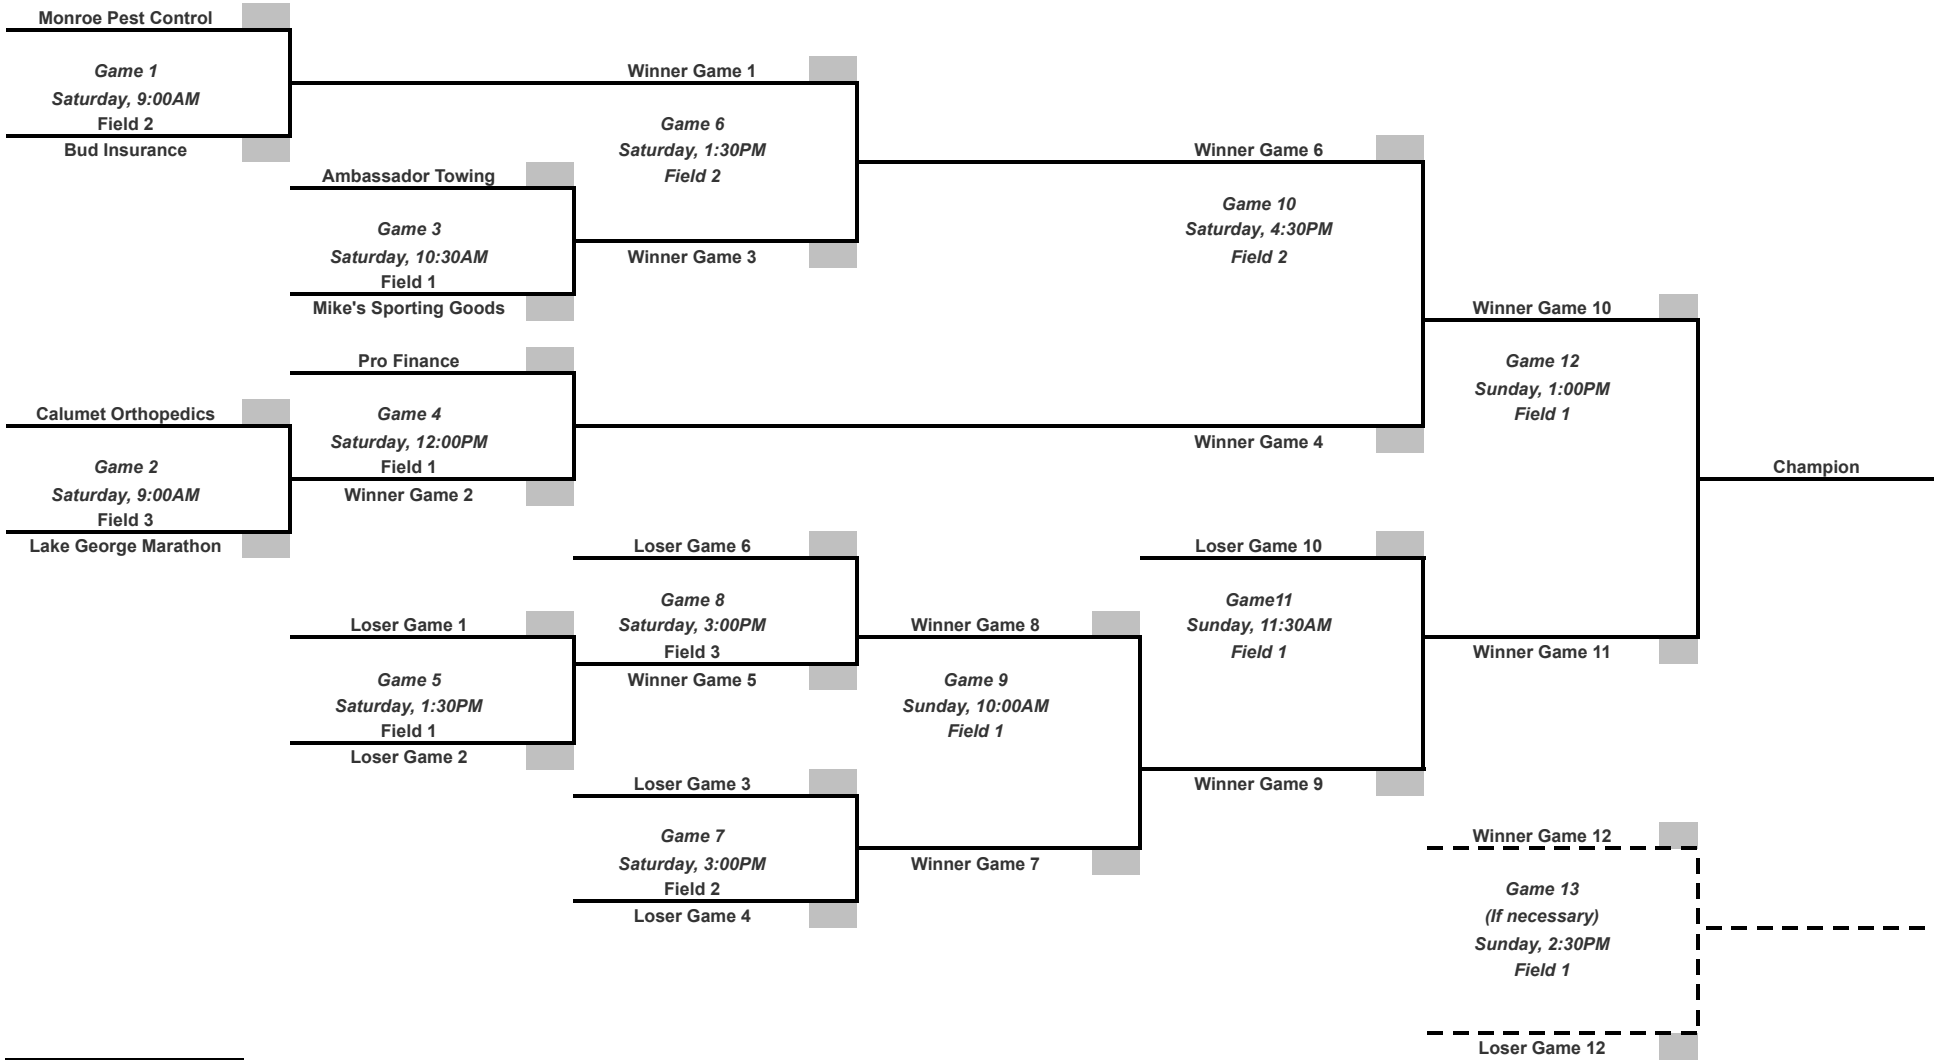 Monroe Pest Control
Game 1
Saturday, 9:00AM
Field 2
Bud Insurance
Winner Game 1
Game 6
Saturday, 1:30PM
Field 2
Winner Game 3
Ambassador Towing
Game 3
Saturday, 10:30AM
Field 1
Mike's Sporting Goods
Winner Game 6
Game 10
Saturday, 4:30PM
Field 2
Winner Game 4
Pro Finance
Game 4
Saturday, 12:00PM
Field 1
Winner Game 2
Calumet Orthopedics
Game 2
Saturday, 9:00AM
Field 3
Lake George Marathon
Winner Game 10
Game 12
Sunday, 1:00PM
Field 1
Winner Game 11
Champion
Loser Game 6
Game 8
Saturday, 3:00PM
Field 3
Winner Game 5
Loser Game 1
Game 5
Saturday, 1:30PM
Field 1
Loser Game 2
Winner Game 8
Game 9
Sunday, 10:00AM
Field 1
Winner Game 7
Loser Game 10
Game11
Sunday, 11:30AM
Field 1
Winner Game 9
Loser Game 3
Game 7
Saturday, 3:00PM
Field 2
Loser Game 4
Winner Game 12
Game 13
(If necessary)
Sunday, 2:30PM
Field 1
Loser Game 12